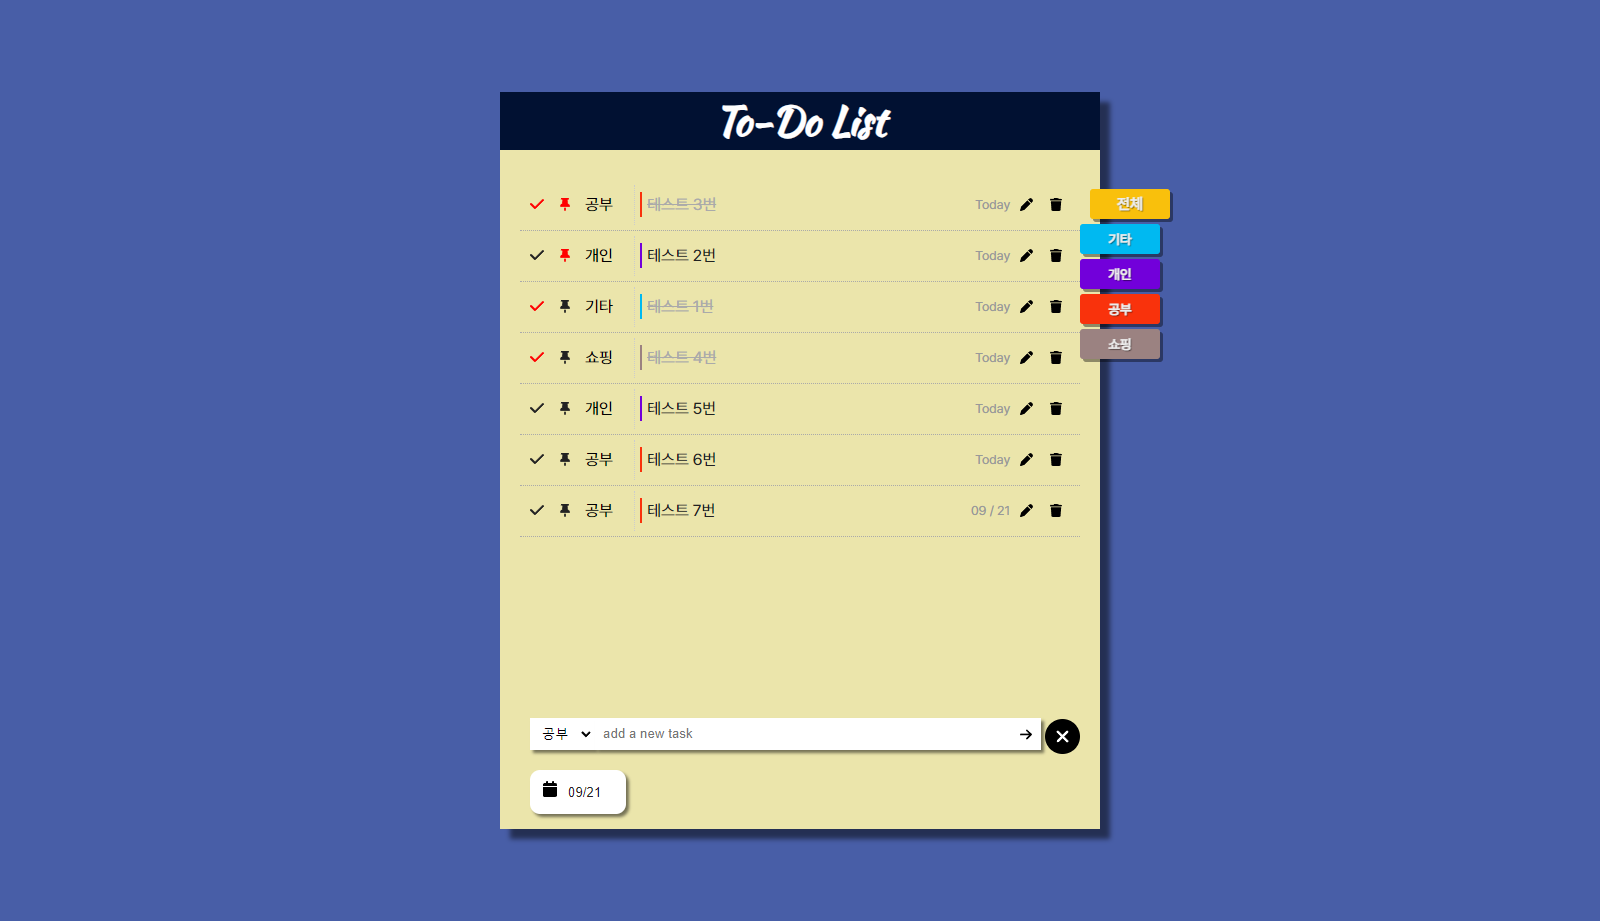 To-Do List
공부 테스트 3번 Today
개인 테스트 2번 Today
기타 테스트 1번 Today
쇼핑 테스트 4번 Today
개인 테스트 5번 Today
공부 테스트 6번 Today
공부 테스트 7번 09 / 21
전체
기타
개인
공부
쇼핑
공부 add a new task
09/21